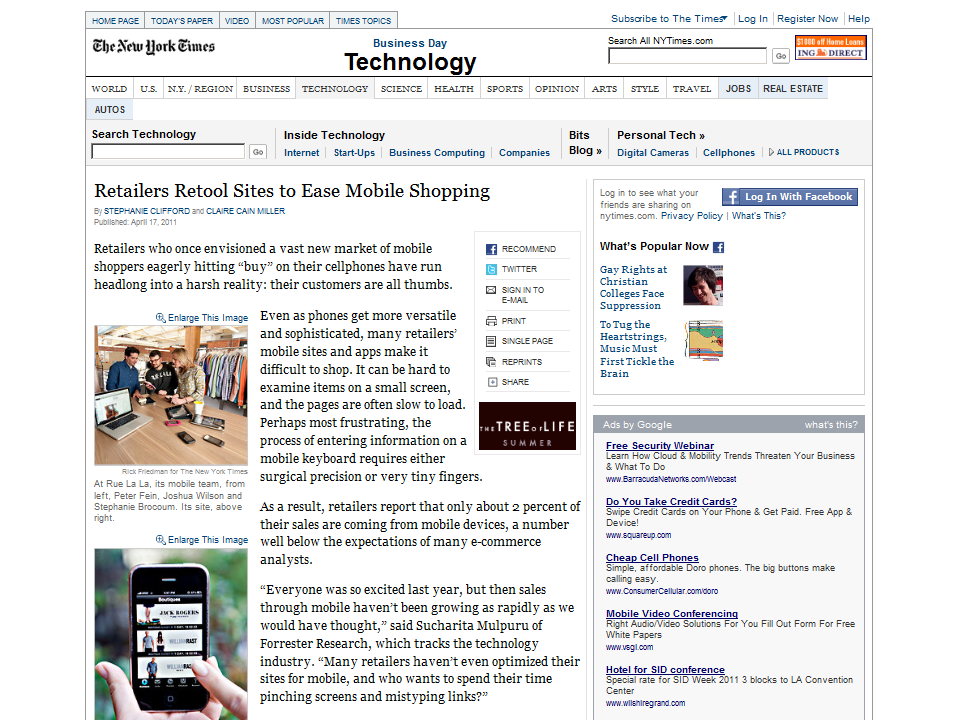 HOME PAGE TODAY'S PAPER VIDEO MOST POPULAR TIMES TOPICS
Subscribe to The Times Log In Register Now Help
The New York Times
Business Day
Technology
Search All NYTimes.com
Go
$1000 off Home Loans
ING DIRECT
WORLD U.S. N.Y. / REGION BUSINESS TECHNOLOGY SCIENCE HEALTH SPORTS OPINION ARTS STYLE TRAVEL JOBS REAL ESTATE
AUTOS
Search Technology
Go
Inside Technology
Internet Start-Ups Business Computing Companies
Bits
Blog »
Personal Tech »
Digital Cameras Cellphones ALL PRODUCTS
Retailers Retool Sites to Ease Mobile Shopping
By STEPHANIE CLIFFORD and CLAIRE CAIN MILLER
Published: April 17, 2011
Retailers who once envisioned a vast new market of mobile
shoppers eagerly hitting “buy” on their cellphones have run
headlong into a harsh reality: their customers are all thumbs.
RECOMMEND
TWITTER
SIGN IN TO
E-MAIL
PRINT
SINGLE PAGE
REPRINTS
SHARE
THE TREE of LIFE
SUMMER
Enlarge This Image
Rick Friedman for The New York Times
At Rue La La, its mobile team, from
left, Peter Fein, Joshua Wilson and
Stephanie Brocoum. Its site, above
right.
Enlarge This Image
Boutiques
JACK ROGERS
WILLIAM RAST
WILLIAM RAST
Even as phones get more versatile
and sophisticated, many retailers’
mobile sites and apps make it
difficult to shop. It can be hard to
examine items on a small screen,
and the pages are often slow to load.
Perhaps most frustrating, the
process of entering information on a
mobile keyboard requires either
surgical precision or very tiny fingers.
As a result, retailers report that only about 2 percent of
their sales are coming from mobile devices, a number
well below the expectations of many e-commerce
analysts.
“Everyone was so excited last year, but then sales
through mobile haven’t been growing as rapidly as we
would have thought,” said Sucharita Mulpuru of
Forrester Research, which tracks the technology
industry. “Many retailers haven’t even optimized their
sites for mobile, and who wants to spend their time
pinching screens and mistyping links?”
Log in to see what your
friends are sharing on
nytimes.com. Privacy Policy | What's This?
Log In With Facebook
What's Popular Now
Gay Rights at
Christian
Colleges Face
Suppression
To Tug the
Heartstrings,
Music Must
First Tickle the
Brain
Ads by Google what's this?
Free Security Webinar
Learn How Cloud & Mobility Trends Threaten Your Business
& What To Do
www.BarracudaNetworks.com/Webcast
Do You Take Credit Cards?
Swipe Credit Cards on Your Phone & Get Paid. Free App &
Device!
www.squareup.com
Cheap Cell Phones
Simple, affordable Doro phones. The big buttons make
calling easy.
www.ConsumerCellular.com/doro
Mobile Video Conferencing
Right Audio/Video Solutions For You Fill Out Form For Free
White Papers
www.vsgi.com
Hotel for SID conference
Special rate for SID Week 2011 3 blocks to LA Convention
Center
www.wilshiregrand.com